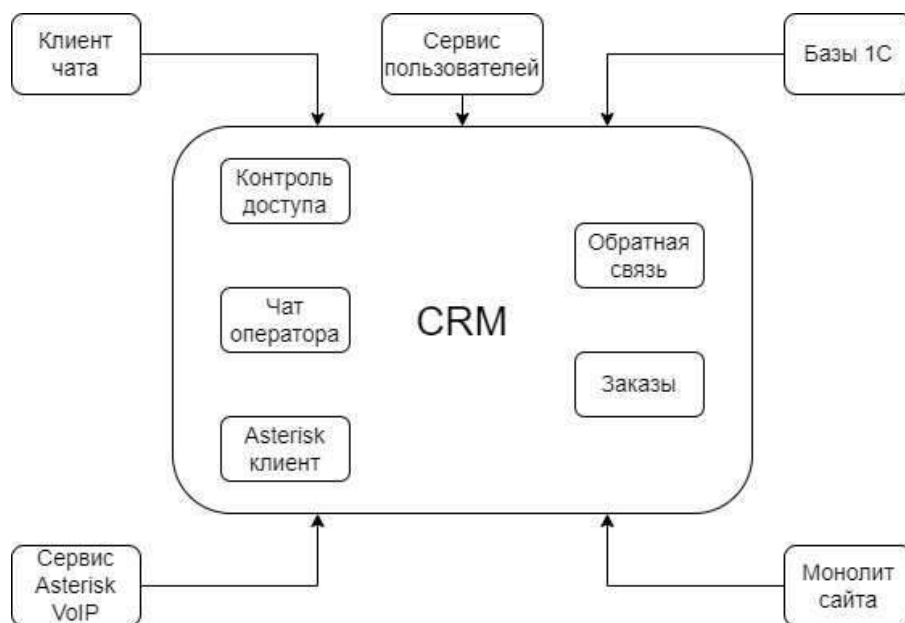 Клиент
чата
Сервис
пользователей
Базы 1С
Контроль
доступа
Обратная
связь
Чат
оператора
CRM
Заказы
Asterisk
клиент
Сервис
Asterisk
VoIP
Монолит
сайта